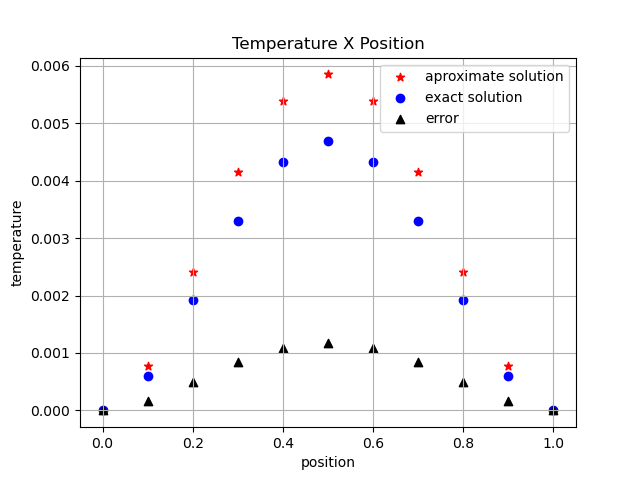 Temperature X Position
aproximate solution
exact solution
error
0.006
0.005
0.004
0.003
0.002
0.001
0.000
temperature
0.0 0.2 0.4 0.6 0.8 1.0
position